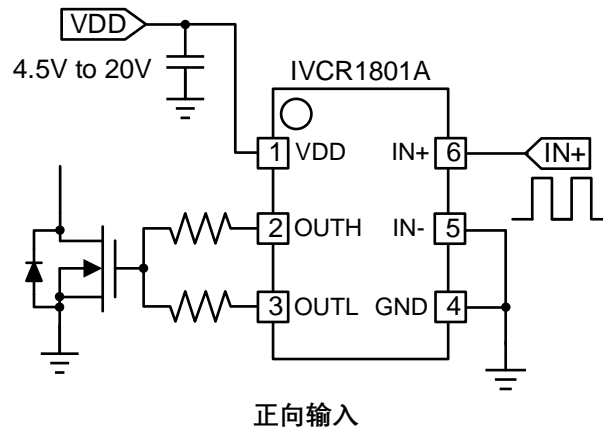 VDD
4.5V to 20V
IVCR1801A
1 VDD IN+ 6 IN+
2 OUTH IN- 5
3 OUTL GND 4
正向输入